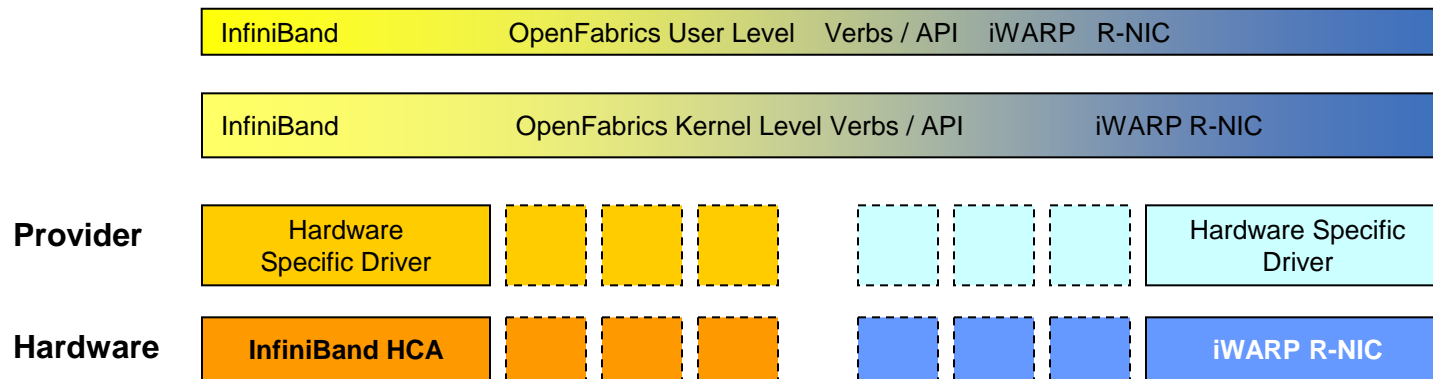 InfiniBand OpenFabrics User Level Verbs / API iWARP R-NIC
InfiniBand OpenFabrics Kernel Level Verbs / API iWARP R-NIC
Provider
Hardware
Specific Driver
Hardware Specific
Driver
Hardware
InfiniBand HCA
iWARP R-NIC